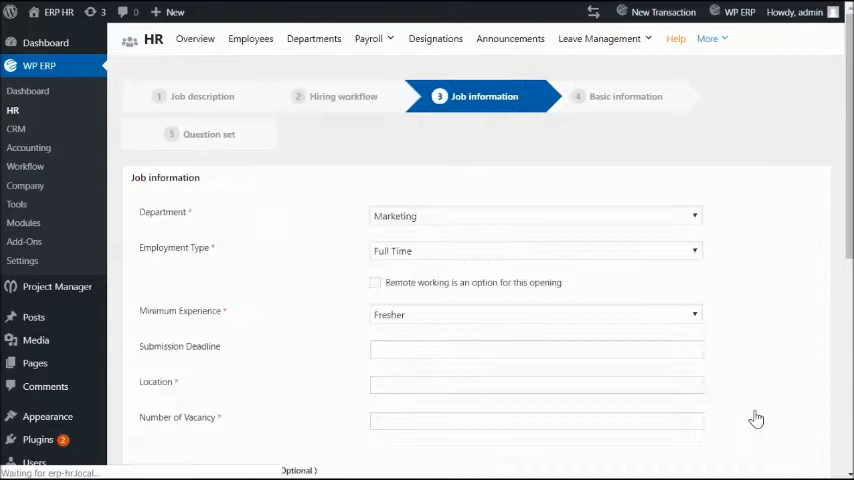 ERP HR 3 0 New New Transaction WP ERP Howdy, admin
Dashboard
WP ERP
Dashboard
HR
CRM
Accounting
Workflow
Company
Tools
Modules
Add-Ons
Settings
Project Manager
Posts
Media
Pages
Comments
Appearance
Plugins 2
Users
HR Overview Employees Departments Payroll Designations Announcements Leave Management Help More
1 Job description 2 Hiring workflow 3 Job information 4 Basic information
5 Question set
Job information
Department * Marketing
Employment Type * Full Time
Remote working is an option for this opening
Minimum Experience * Fresher
Submission Deadline
Location *
Number of Vacancy *
Optional )
Waiting for erp-hr.local...